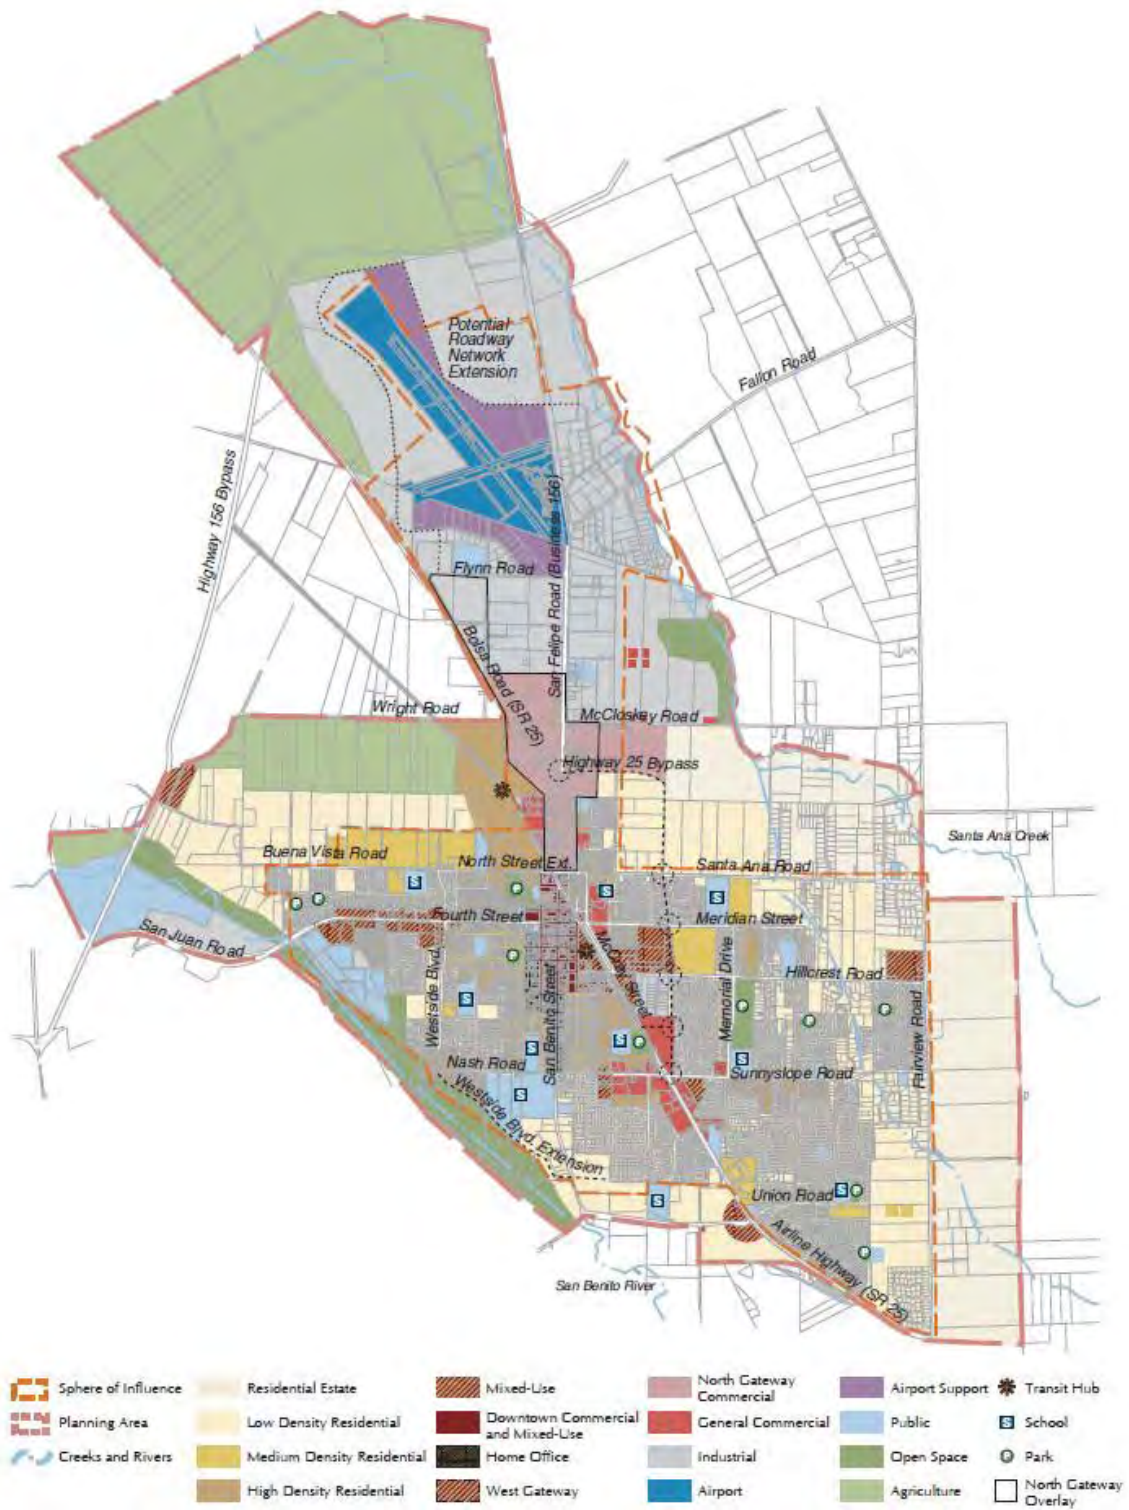 Potential
Roadway
Network
Extension
Fallon Road
Highway 156 Bypass
San Felipe Road (Business 156)
Flynn Road
Bolsa Road (SR 25)
Wright Road
McCloskey Road
Highway 25 Bypass
Santa Ana Creek
Buena Vista Road
North Street Ext.
Santa Ana Road
S
S
S
Fourth Street
Meridian Street
San Juan Road
McCray Street
Westside Blvd.
San Benito Street
Memorial Drive
Hillcrest Road
Fairview Road
S
S
S
S
Nash Road
Sunnyslope Road
S
Westside Blvd. Extension
Union Road
S
S
Airline Highway (SR 25)
San Benito River
Sphere of Influence
Planning Area
Creeks and Rivers
Residential Estate
Low Density Residential
Medium Density Residential
High Density Residential
Mixed-Use
Downtown Commercial
and Mixed-Use
Home Office
West Gateway
North Gateway
Commercial
General Commercial
Industrial
Airport
Airport Support
Public
Open Space
Agriculture
Transit Hub
S School
P Park
North Gateway
Overlay